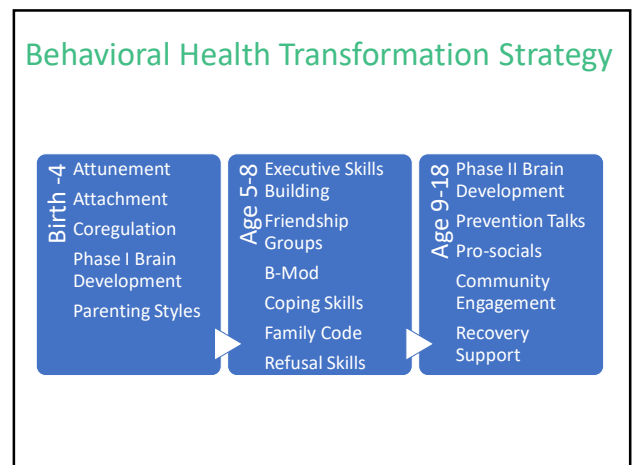 Behavioral Health Transformation Strategy
Birth -4
Attunement
Attachment
Coregulation
Phase I Brain
Development
Parenting Styles
Age 5-8
Executive Skills
Building
Friendship
Groups
B-Mod
Coping Skills
Family Code
Refusal Skills
Age 9-18
Phase II Brain
Development
Prevention Talks
Pro-socials
Community
Engagement
Recovery
Support